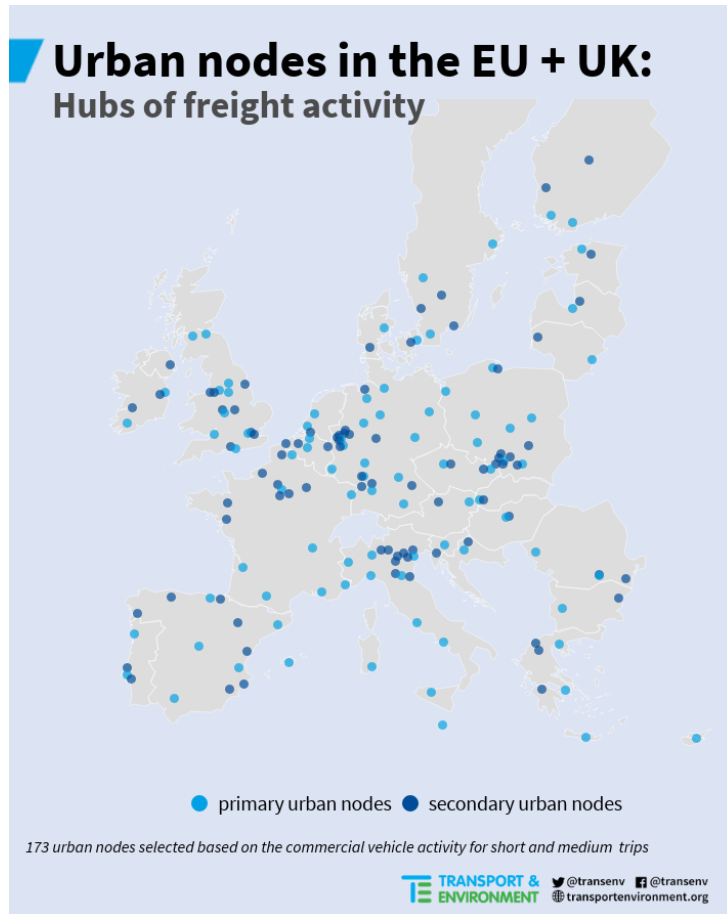 Urban nodes in the EU + UK:
Hubs of freight activity
primary urban nodes secondary urban nodes
173 urban nodes selected based on the commercial vehicle activity for short and medium trips
TRANSPORT & ENVIRONMENT
@transenv @transenv
transportenvironment.org